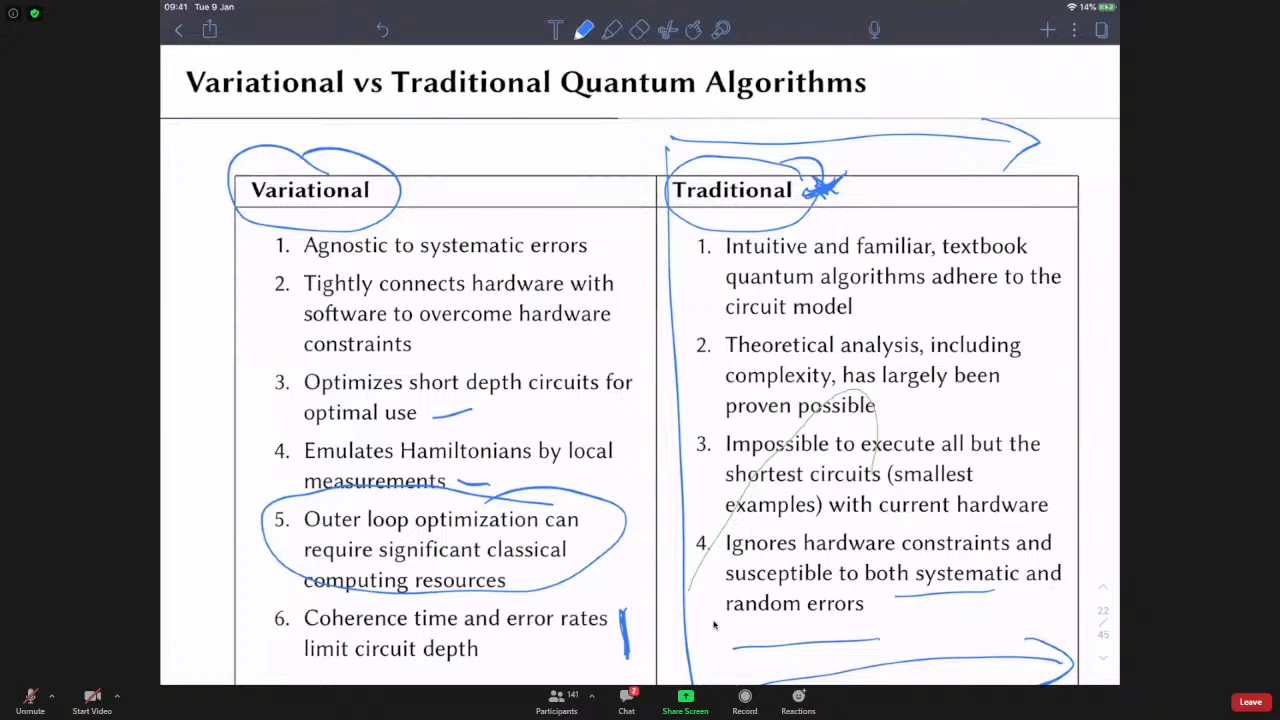 09:41 Tue 9 Jan
14%
Variational vs Traditional Quantum Algorithms
Variational
1. Agnostic to systematic errors
2. Tightly connects hardware with
software to overcome hardware
constraints
3. Optimizes short depth circuits for
optimal use
4. Emulates Hamiltonians by local
measurements
5. Outer loop optimization can
require significant classical
computing resources
6. Coherence time and error rates
limit circuit depth
Traditional
1. Intuitive and familiar, textbook
quantum algorithms adhere to the
circuit model
2. Theoretical analysis, including
complexity, has largely been
proven possible
3. Impossible to execute all but the
shortest circuits (smallest
examples) with current hardware
4. Ignores hardware constraints and
susceptible to both systematic and
random errors
22
/
45
Unmute
Start Video
141
Participants
2
Chat
Share Screen
Record
Reactions
Leave